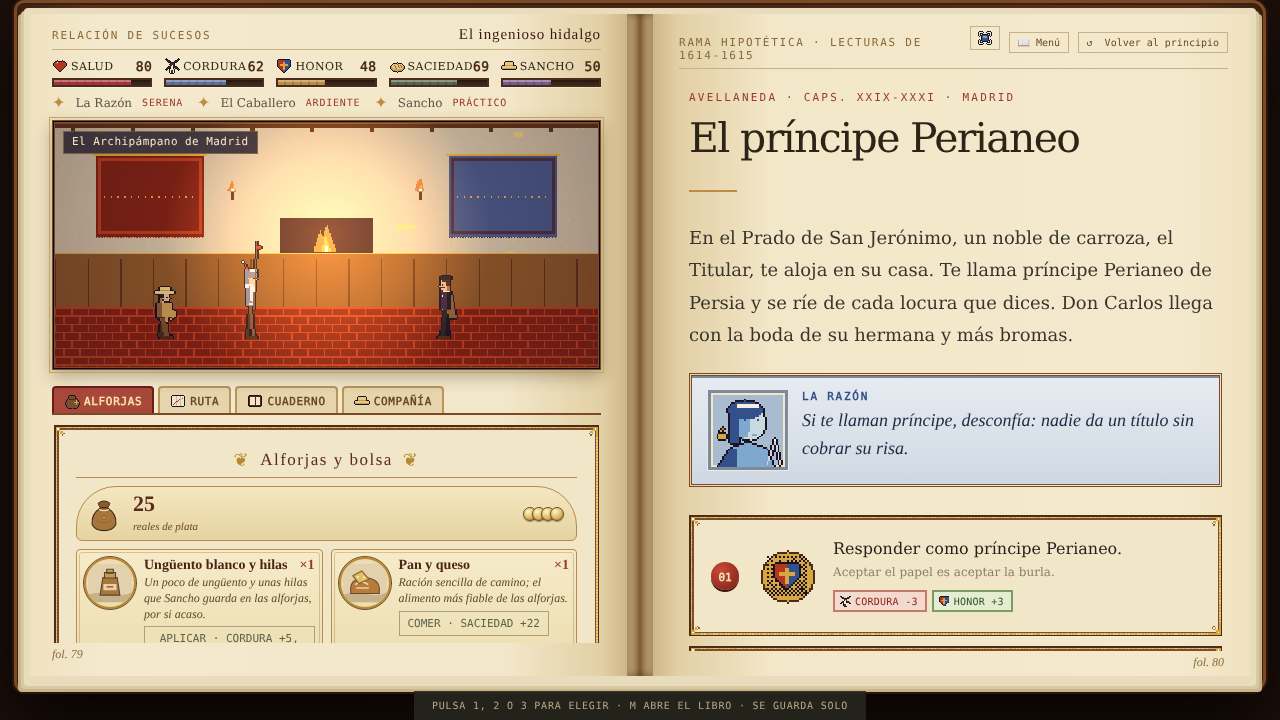 RELACIÓN DE SUCESOS
El ingenioso hidalgo
SALUD 80 CORDURA 62 HONOR 48 SACIEDAD 69 SANCHO 50
La Razón SERENA El Caballero ARDIENTE Sancho PRÁCTICO
El Archipámpano de Madrid
ALFORJAS RUTA CUADERNO COMPAÑÍA
Alforjas y bolsa
25
reales de plata
Ungüento blanco y hilas ×1
Un poco de ungüento y unas hilas
que Sancho guarda en las alforjas,
por si acaso.
APLICAR · CORDURA +5,
Pan y queso ×1
Ración sencilla de camino; el
alimento más fiable de las alforjas.
COMER · SACIEDAD +22
fol. 79
RAMA HIPOTÉTICA · LECTURAS DE
1614-1615
Menú
↺ Volver al principio
AVELLANEDA · CAPS. XXIX-XXXI · MADRID
El príncipe Perianeo
En el Prado de San Jerónimo, un noble de carroza, el
Titular, te aloja en su casa. Te llama príncipe Perianeo de
Persia y se ríe de cada locura que dices. Don Carlos llega
con la boda de su hermana y más bromas.
LA RAZÓN
Si te llaman príncipe, desconfía: nadie da un título sin
cobrar su risa.
01
Responder como príncipe Perianeo.
Aceptar el papel es aceptar la burla.
CORDURA -3 HONOR +3
fol. 80
PULSA 1, 2 O 3 PARA ELEGIR · M ABRE EL LIBRO · SE GUARDA SOLO